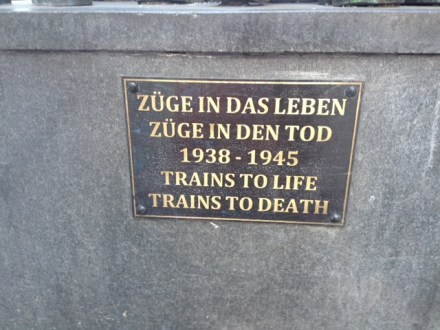 ZÜGE IN DAS LEBEN
ZÜGE IN DEN TOD
1938 - 1945
TRAINS TO LIFE
TRAINS TO DEATH